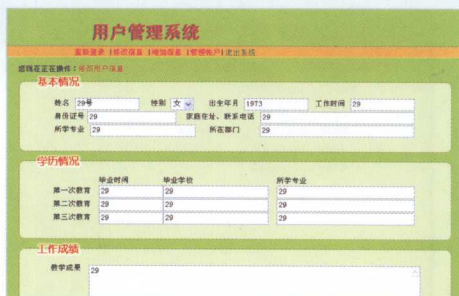 用户管理系统
重新登录 |修改信息 |增加信息 |管理帐户| 退出系统
您现在正在操作：修改用户信息
基本情况
姓名 29号 性别 女 出生年月 1973 工作时间 29
身份证号 29 家庭住址、联系电话 29
所学专业 29 所在部门 29
学历情况
毕业时间 毕业学校 所学专业
第一次教育 29 29 29
第二次教育 29 29 29
第三次教育 29 29 29
工作成绩
教学成果 29